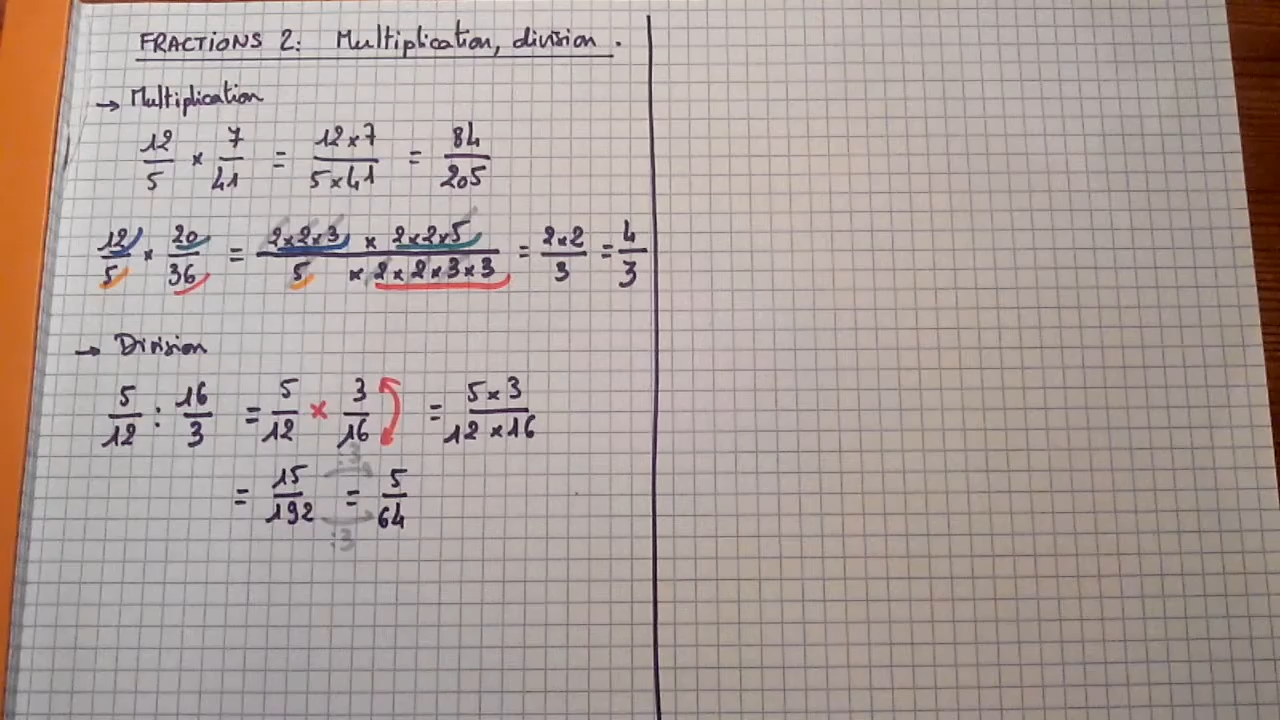 FRACTIONS 2: Multiplication, division.
→ Multiplication
12/5 × 7/41 = 12×7/5×41 = 84/205
12/5 × 20/36 = 2×2×3 × 2×2×5/5 × 2×2×3×3 = 2×2/3 = 4/3
→ Division
5/12 : 16/3 = 5/12 × 3/16 = 5×3/12×16
= 15/192 = 5/64
:3
:3